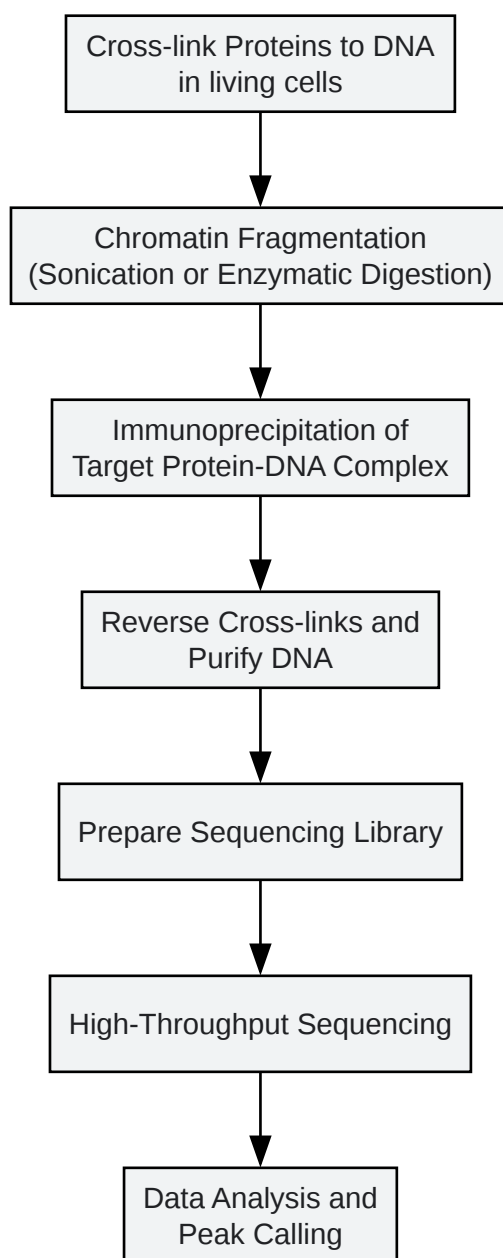 Cross-link Proteins to DNA
in living cells
Chromatin Fragmentation
(Sonication or Enzymatic Digestion)
Immunoprecipitation of
Target Protein-DNA Complex
Reverse Cross-links and
Purify DNA
Prepare Sequencing Library
High-Throughput Sequencing
Data Analysis and
Peak Calling